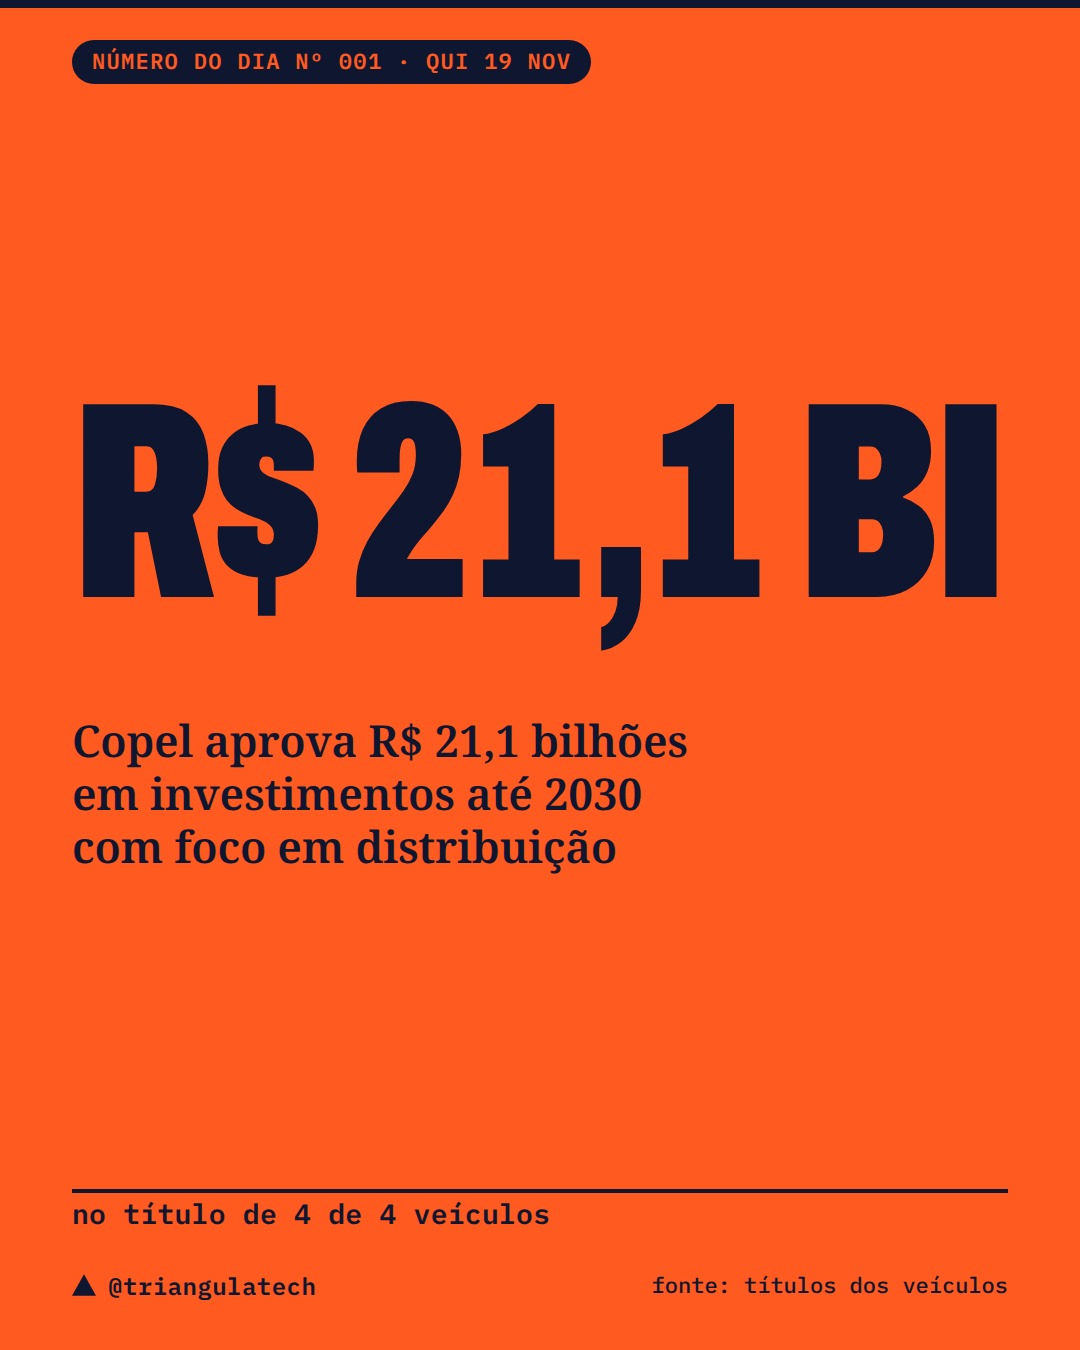 NÚMERO DO DIA Nº 001 · QUI 19 NOV
R$ 21,1 BI
Copel aprova R$ 21,1 bilhões
em investimentos até 2030
com foco em distribuição
no título de 4 de 4 veículos
@triangulatech
fonte: títulos dos veículos